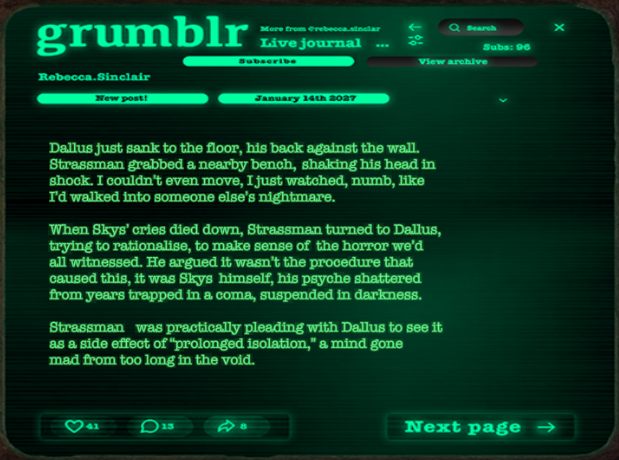 grumblr
More from @rebecca.sinclar
Live journal ...
Search
Subs: 96
Subscribe
View archive
Rebecca.Sinclair
New post!
January 14th 2027
Dallus just sank to the floor, his back against the wall.
Strassman grabbed a nearby bench, shaking his head in
shock. I couldn't even move, I just watched, numb, like
I'd walked into someone else's nightmare.
When Skys' cries died down, Strassman turned to Dallus,
trying to rationalise, to make sense of the horror we'd
all witnessed. He argued it wasn't the procedure that
caused this, it was Skys himself, his psyche shattered
from years trapped in a coma, suspended in darkness.
Strassman was practically pleading with Dallus to see it
as a side effect of “prolonged isolation,” a mind gone
mad from too long in the void.
41
13
8
Next page